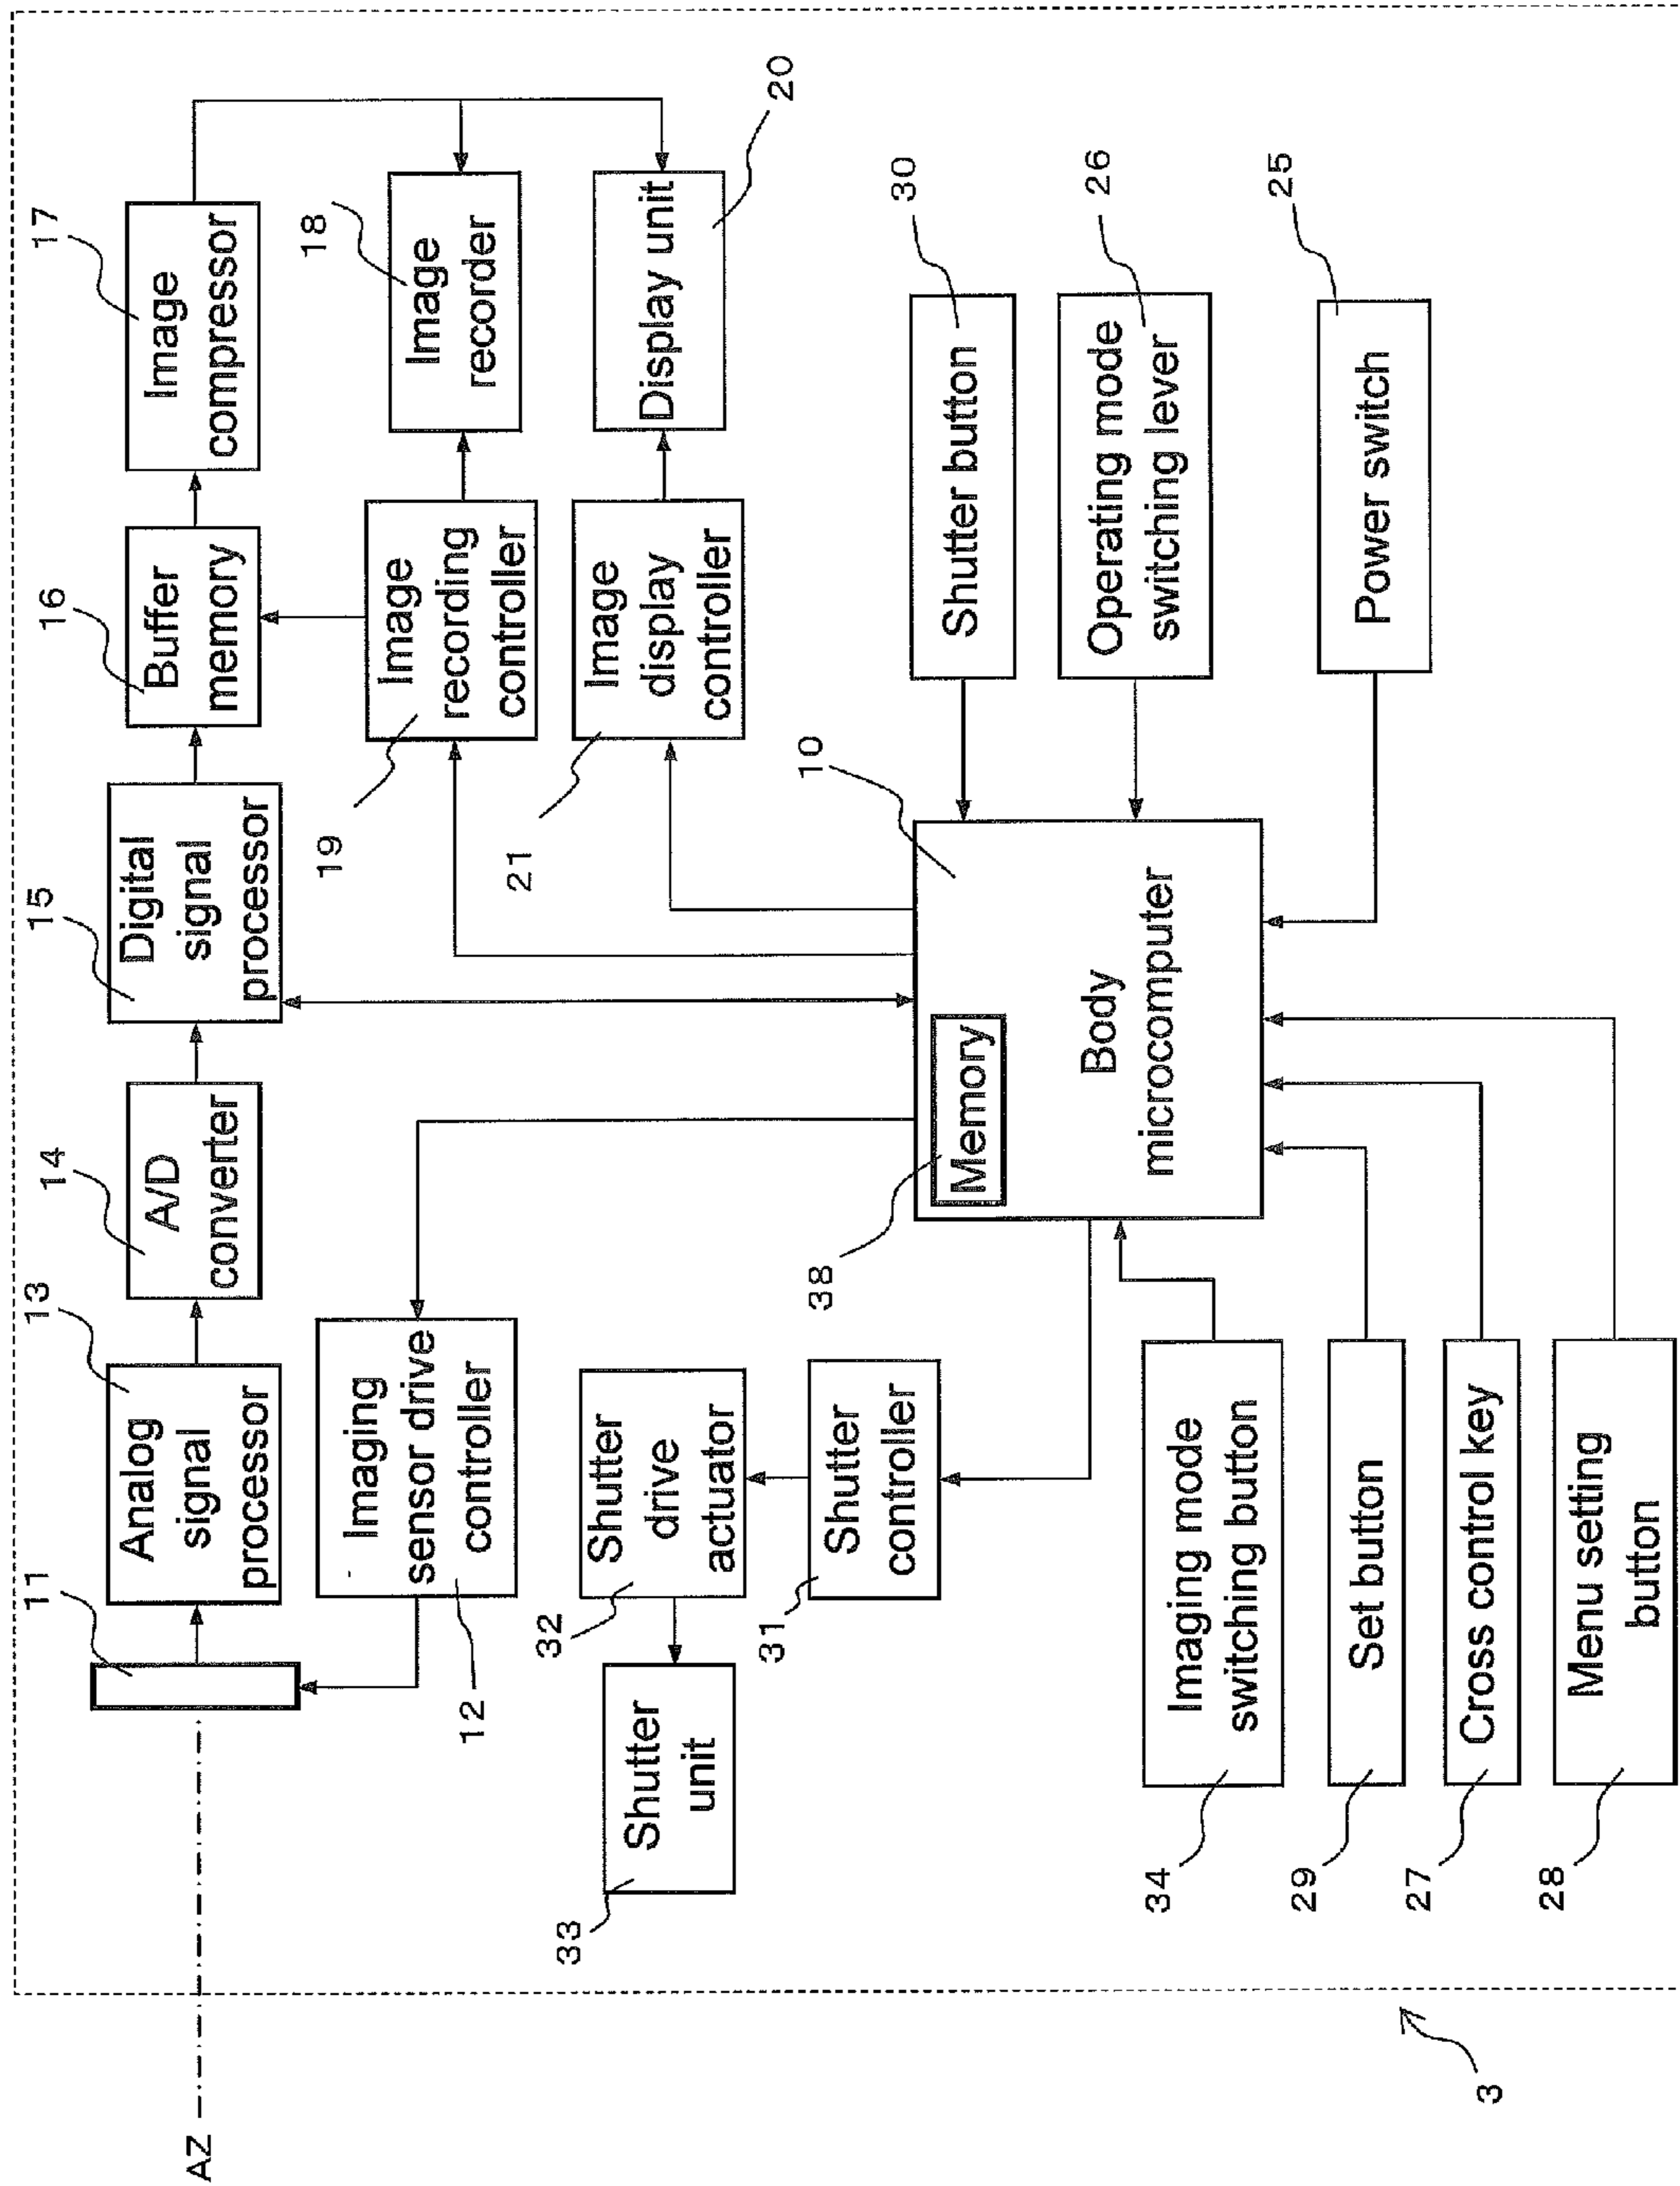 AZ
11
Analog
signal
processor
13
A/D
converter
14
Digital
signal
processor
15
Buffer
memory
16
Image
compressor
17
Imaging
sensor drive
controller
12
Image
recording
controller
19
Image
recorder
18
Shutter
unit
33
Shutter
drive
actuator
32
Image
display
controller
21
Display unit
20
Shutter
controller
31
Memory
38
Body
microcomputer
10
Shutter button
30
Operating mode
switching lever
26
Power switch
25
Imaging mode
switching button
34
Set button
29
Cross control key
27
Menu setting
button
28
3